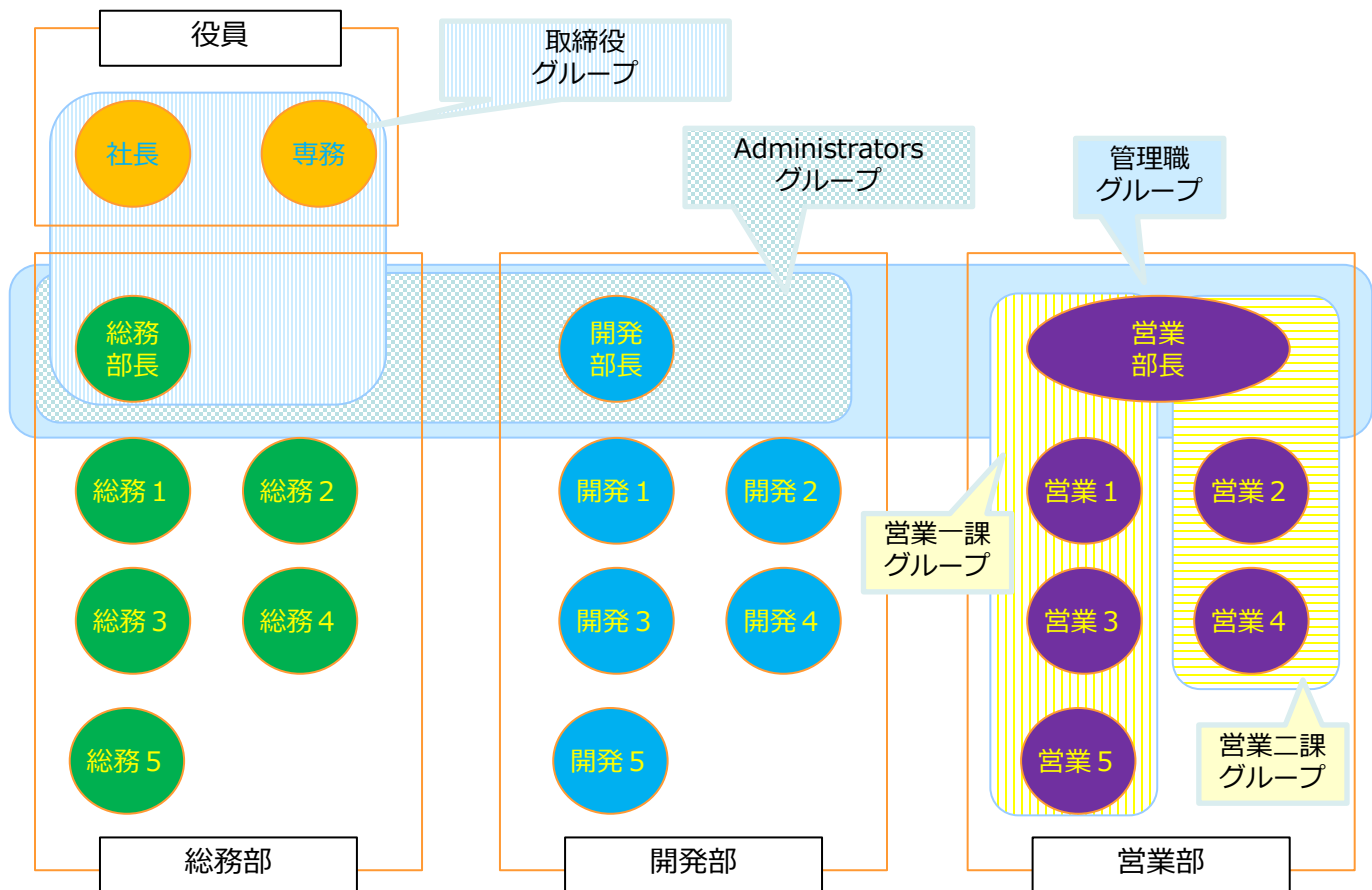 役員
取締役
グループ
社長
専務
Administrators
グループ
管理職
グループ
総務
部長
開発
部長
営業
部長
総務１
総務２
開発１
開発２
営業１
営業２
営業一課
グループ
総務３
総務４
開発３
開発４
営業３
営業４
総務５
開発５
営業５
営業二課
グループ
総務部
開発部
営業部